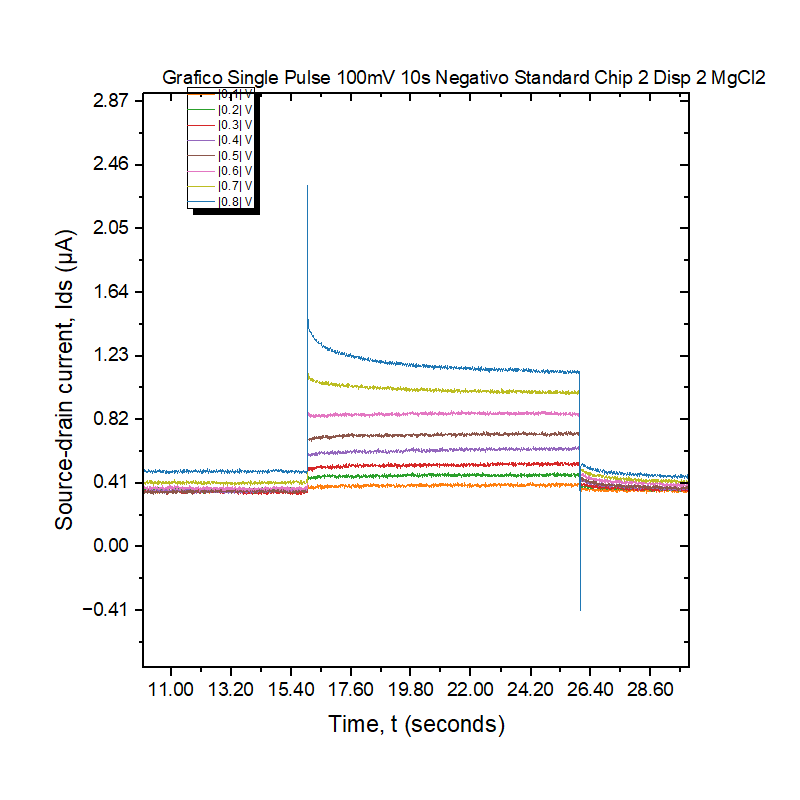 Grafico Single Pulse 100mV 10s Negativo Standard Chip 2 Disp 2 MgCl2
|0.1| V
|0.2| V
|0.3| V
|0.4| V
|0.5| V
|0.6| V
|0.7| V
|0.8| V
Source-drain current, Ids (µA)
2.87
2.46
2.05
1.64
1.23
0.82
0.41
0.00
−0.41
11.00 13.20 15.40 17.60 19.80 22.00 24.20 26.40 28.60
Time, t (seconds)